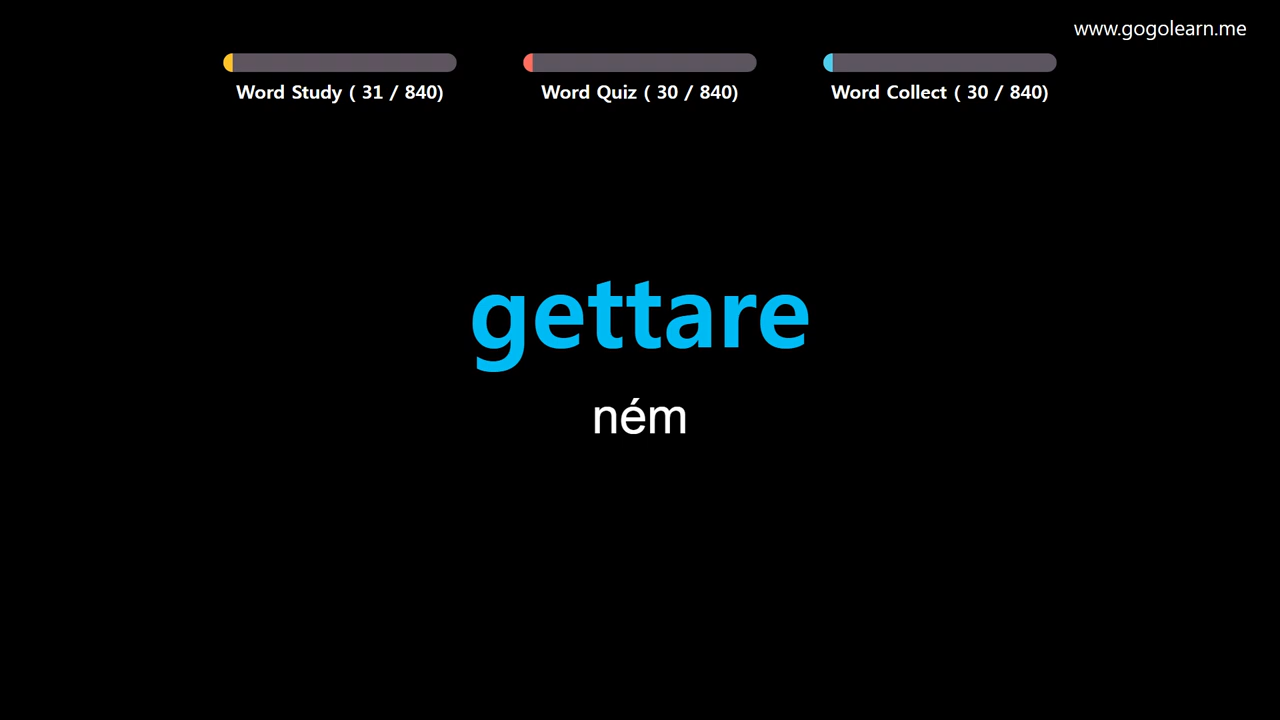 www.gogolearn.me
Word Study ( 31 / 840)
Word Quiz ( 30 / 840)
Word Collect ( 30 / 840)
gettare
ném